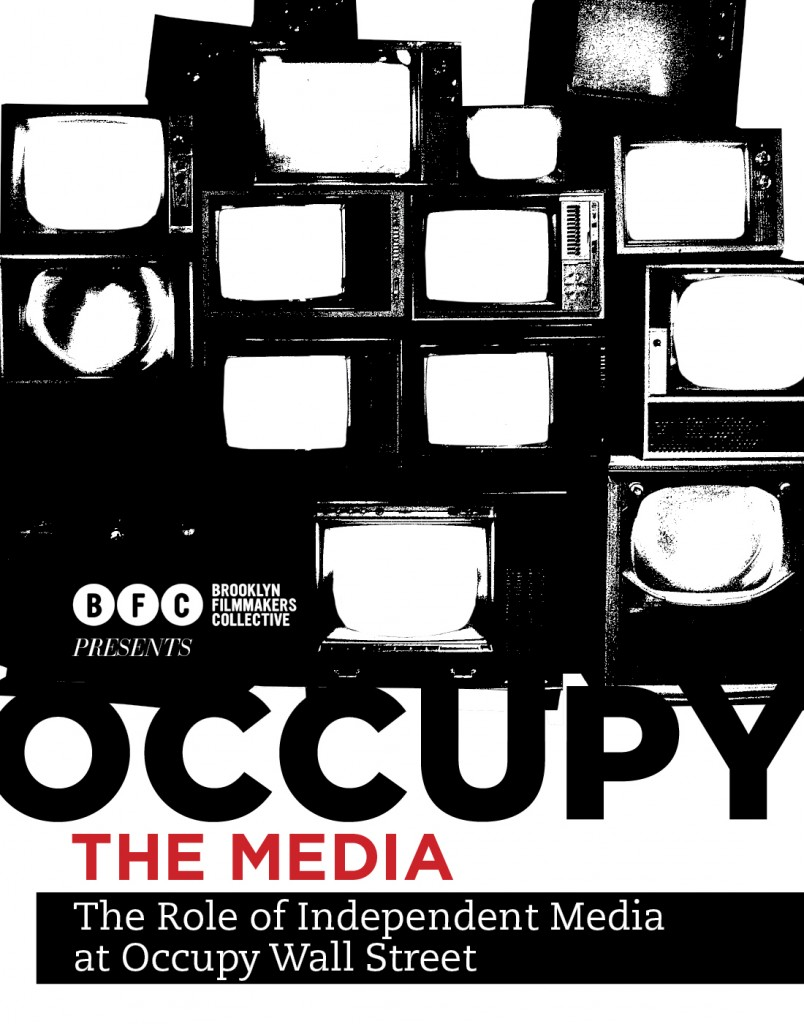 B F C
BROOKLYN
FILMMAKERS
COLLECTIVE
PRESENTS
OCCUPY
THE MEDIA
The Role of Independent Media
at Occupy Wall Street